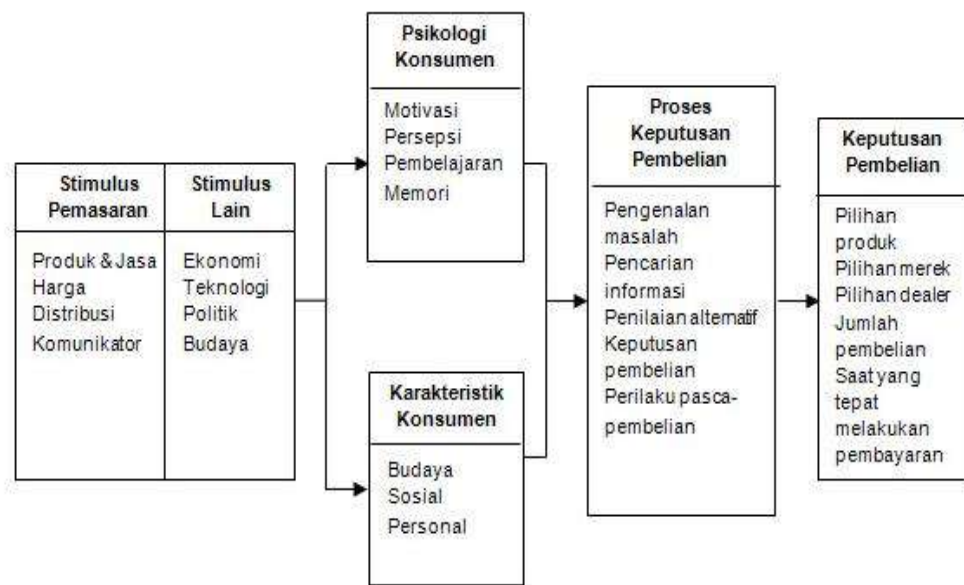 Stimulus
Pemasaran
Produk & Jasa
Harga
Distribusi
Komunikator
Stimulus
Lain
Ekonomi
Teknologi
Politik
Budaya
Psikologi
Konsumen
Motivasi
Persepsi
Pembelajaran
Memori
Karakteristik
Konsumen
Budaya
Sosial
Personal
Proses
Keputusan
Pembelian
Pengenalan
masalah
Pencarian
informasi
Penilaian alternatif
Keputusan
pembelian
Perilaku pasca-
pembelian
Keputusan
Pembelian
Pilihan
produk
Pilihan merek
Pilihan dealer
Jumlah
pembelian
Saat yang
tepat
melakukan
pembayaran